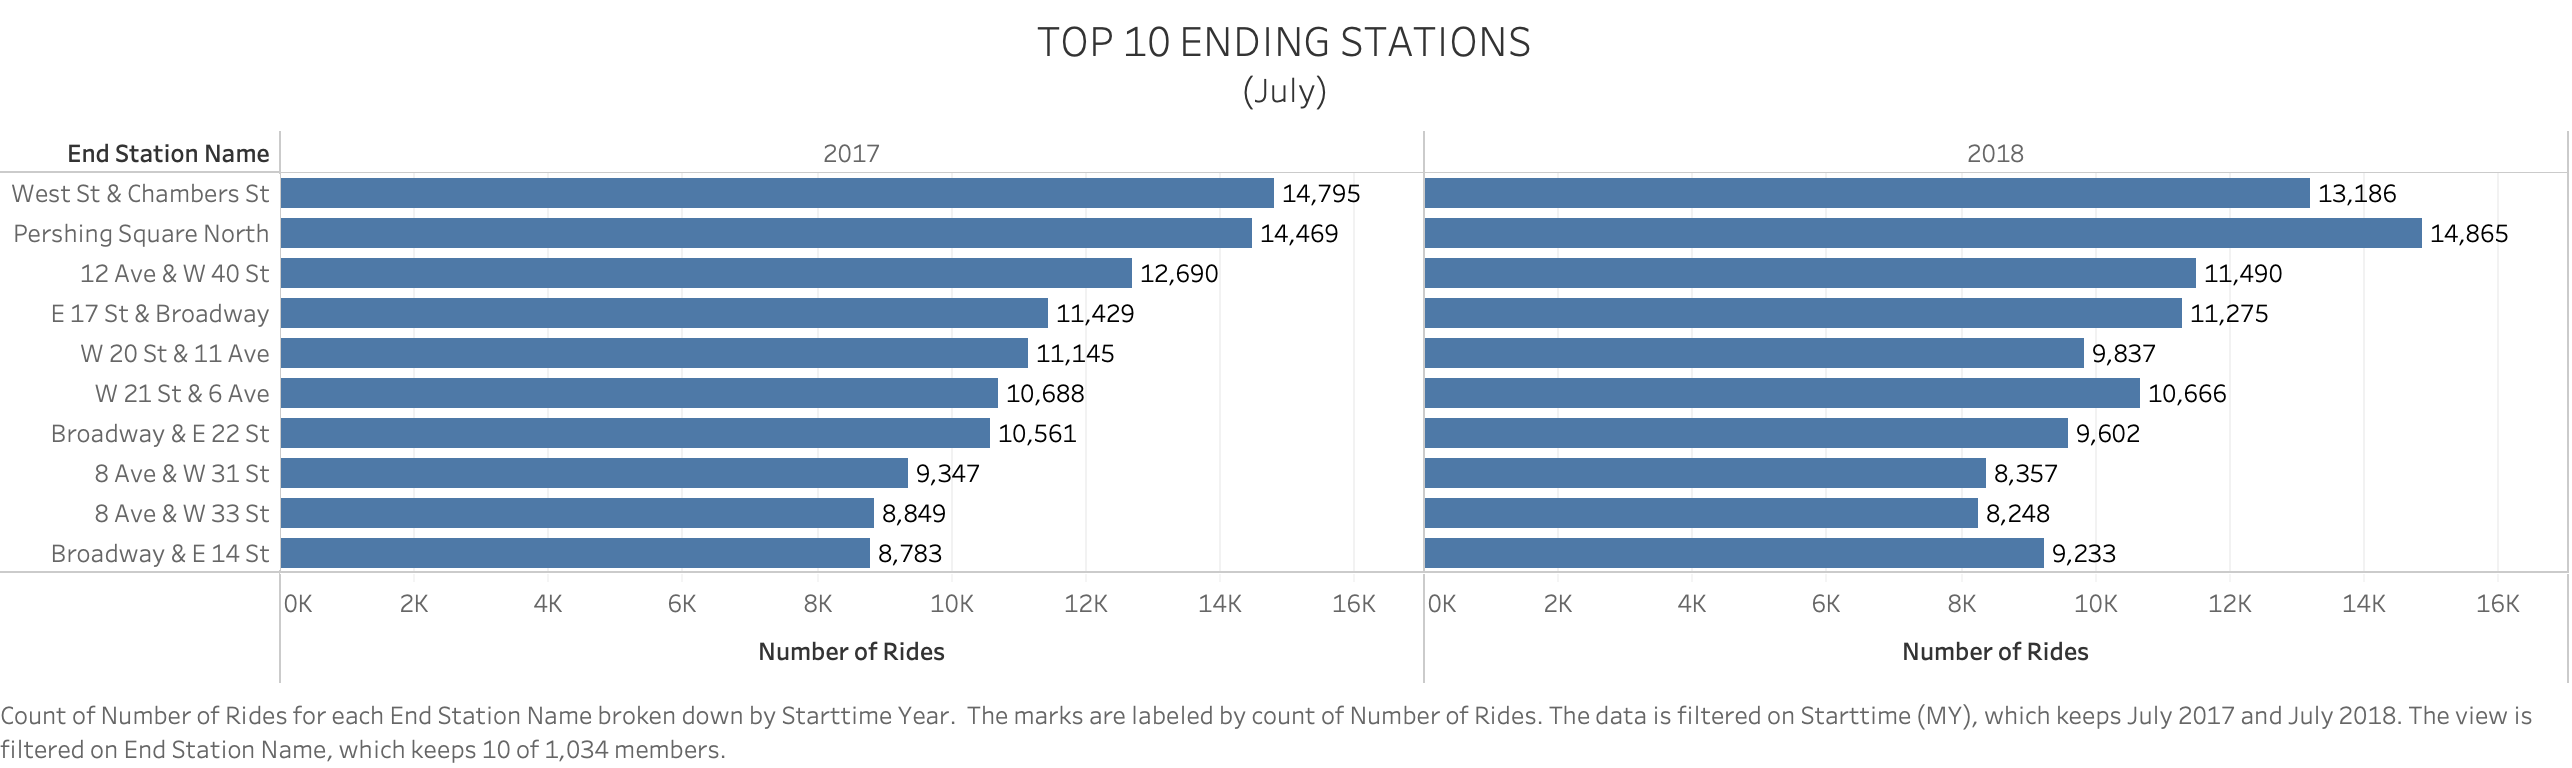 TOP 10 ENDING STATIONS
(July)
End Station Name 2017 2018
West St & Chambers St 14,795 13,186
Pershing Square North 14,469 14,865
12 Ave & W 40 St 12,690 11,490
E 17 St & Broadway 11,429 11,275
W 20 St & 11 Ave 11,145 9,837
W 21 St & 6 Ave 10,688 10,666
Broadway & E 22 St 10,561 9,602
8 Ave & W 31 St 9,347 8,357
8 Ave & W 33 St 8,849 8,248
Broadway & E 14 St 8,783 9,233
0K 2K 4K 6K 8K 10K 12K 14K 16K 0K 2K 4K 6K 8K 10K 12K 14K 16K
Number of Rides Number of Rides
Count of Number of Rides for each End Station Name broken down by Starttime Year.  The marks are labeled by count of Number of Rides. The data is filtered on Starttime (MY), which keeps July 2017 and July 2018. The view is
filtered on End Station Name, which keeps 10 of 1,034 members.